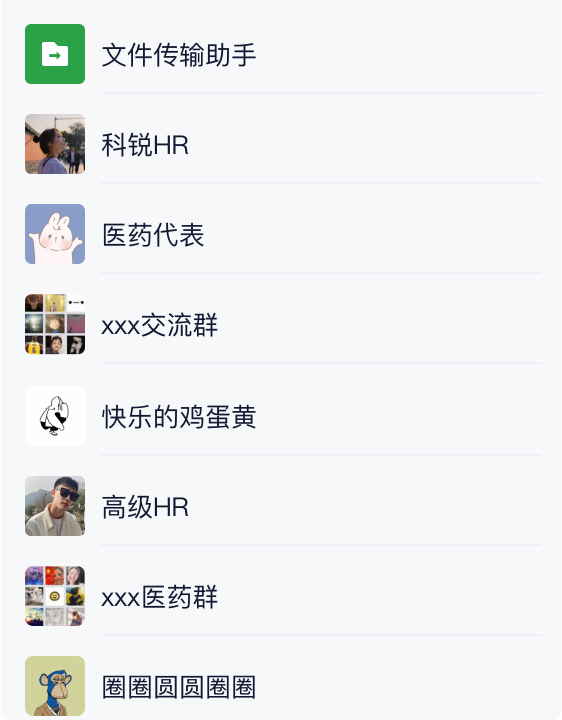 文件传输助手
科锐HR
医药代表
xxx交流群
快乐的鸡蛋黄
高级HR
xxx医药群
圈圈圆圆圈圈